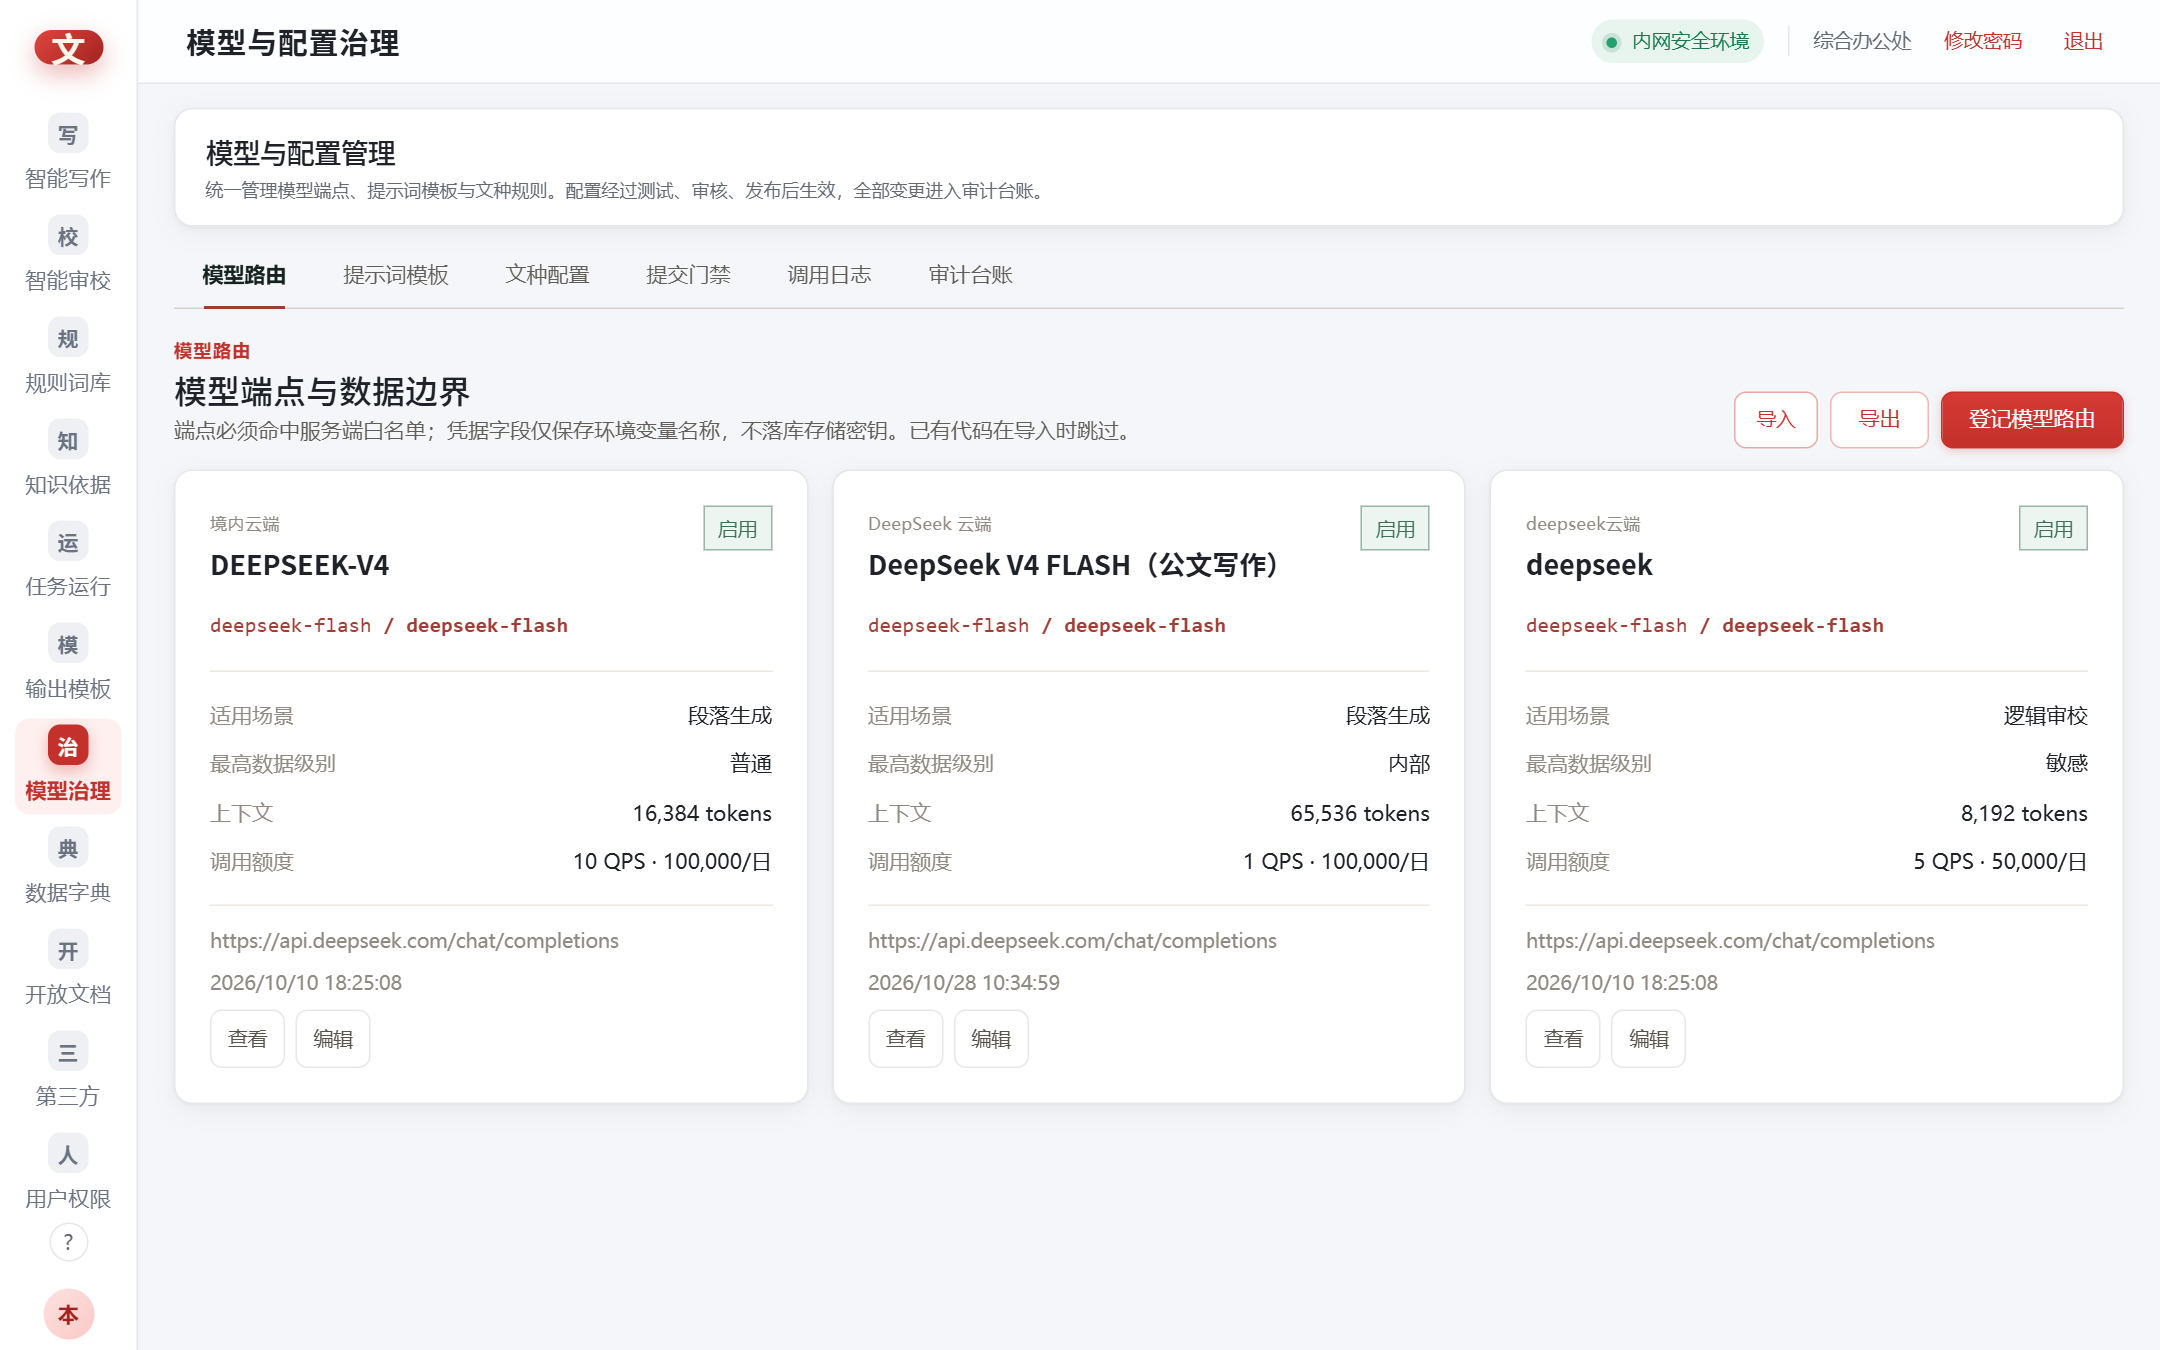 文
写
智能写作
校
智能审校
规
规则词库
知
知识依据
运
任务运行
模
输出模板
治
模型治理
典
数据字典
开
开放文档
三
第三方
人
用户权限
?
本
模型与配置治理
内网安全环境
综合办公处
修改密码
退出
模型与配置管理
统一管理模型端点、提示词模板与文种规则。配置经过测试、审核、发布后生效，全部变更进入审计台账。
模型路由
提示词模板
文种配置
提交门禁
调用日志
审计台账
模型路由
模型端点与数据边界
端点必须命中服务端白名单；凭据字段仅保存环境变量名称，不落库存储密钥。已有代码在导入时跳过。
导入
导出
登记模型路由
境内云端
启用
DEEPSEEK-V4
deepseek-flash / deepseek-flash
适用场景 段落生成
最高数据级别 普通
上下文 16,384 tokens
调用额度 10 QPS · 100,000/日
https://api.deepseek.com/chat/completions
2026/10/10 18:25:08
查看
编辑
DeepSeek 云端
启用
DeepSeek V4 FLASH（公文写作）
deepseek-flash / deepseek-flash
适用场景 段落生成
最高数据级别 内部
上下文 65,536 tokens
调用额度 1 QPS · 100,000/日
https://api.deepseek.com/chat/completions
2026/10/28 10:34:59
查看
编辑
deepseek云端
启用
deepseek
deepseek-flash / deepseek-flash
适用场景 逻辑审校
最高数据级别 敏感
上下文 8,192 tokens
调用额度 5 QPS · 50,000/日
https://api.deepseek.com/chat/completions
2026/10/10 18:25:08
查看
编辑